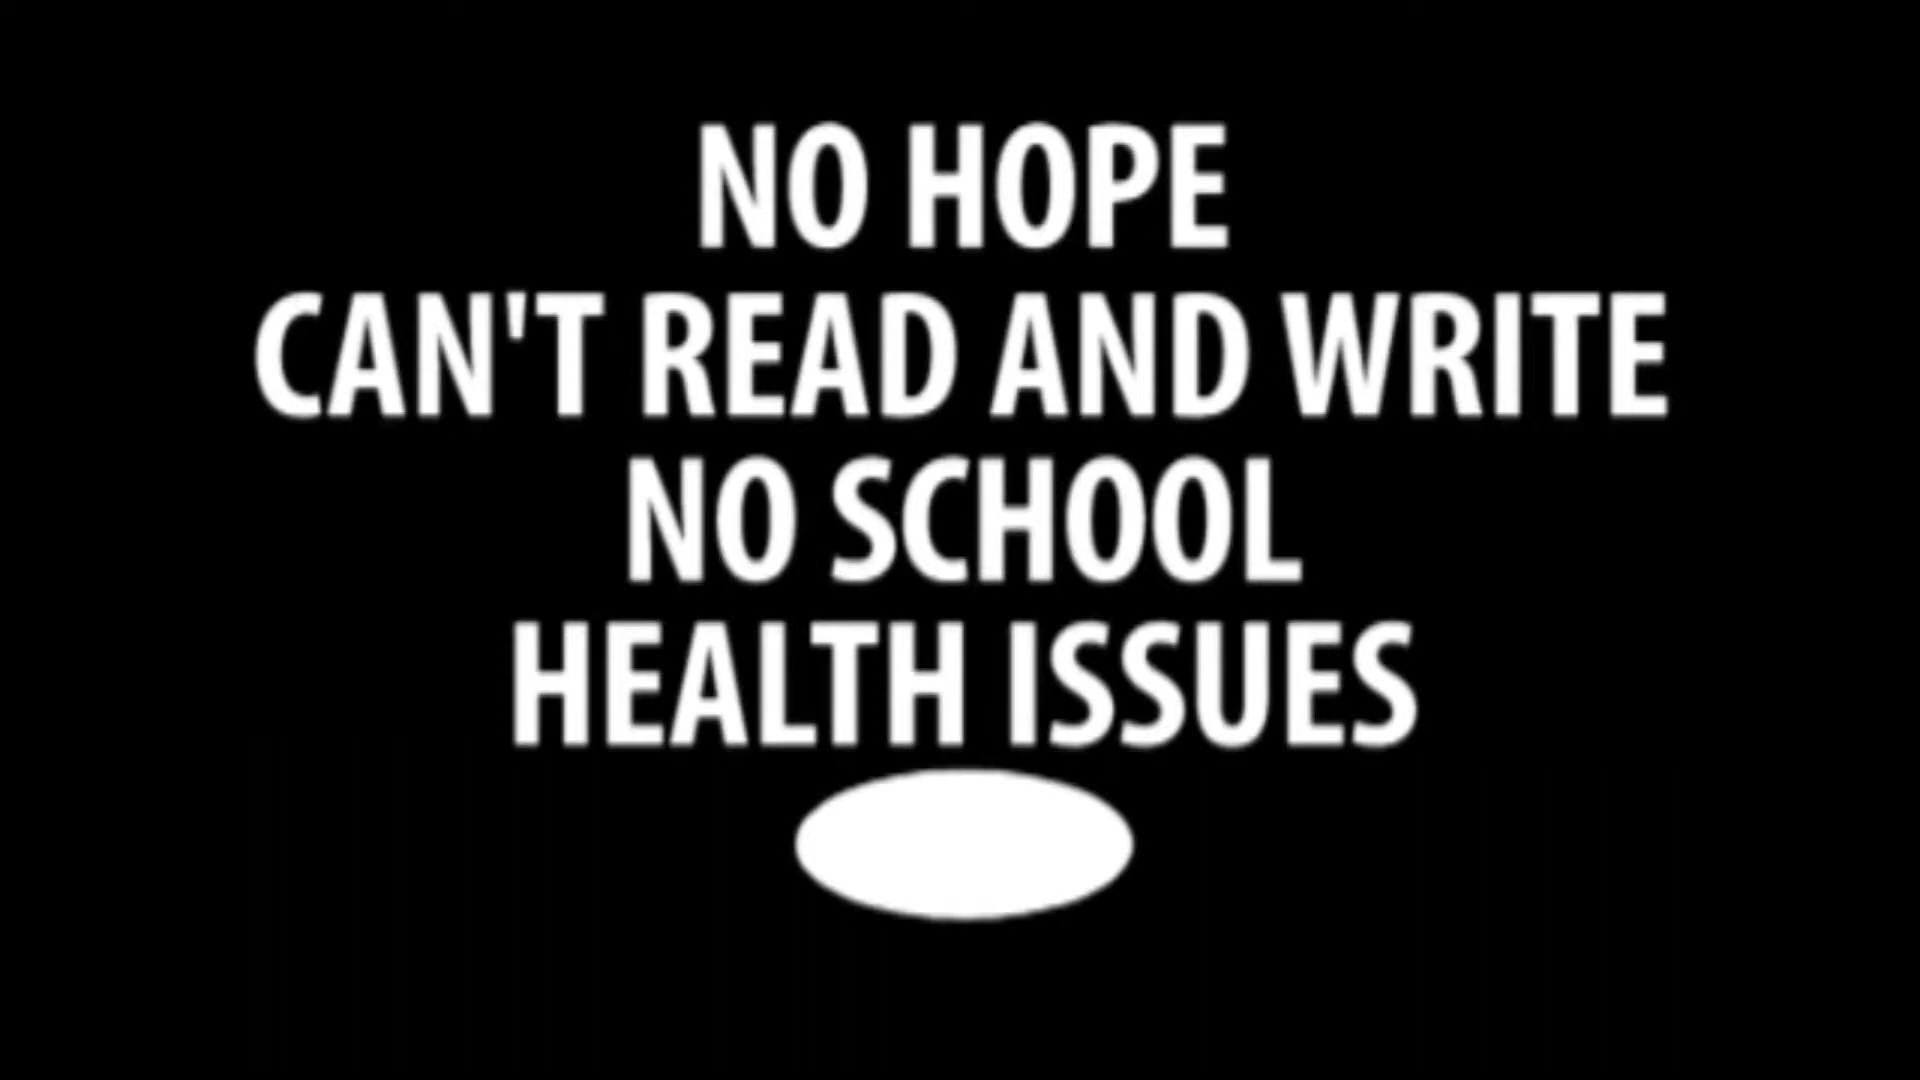 NO HOPE
CAN'T READ AND WRITE
NO SCHOOL
HEALTH ISSUES